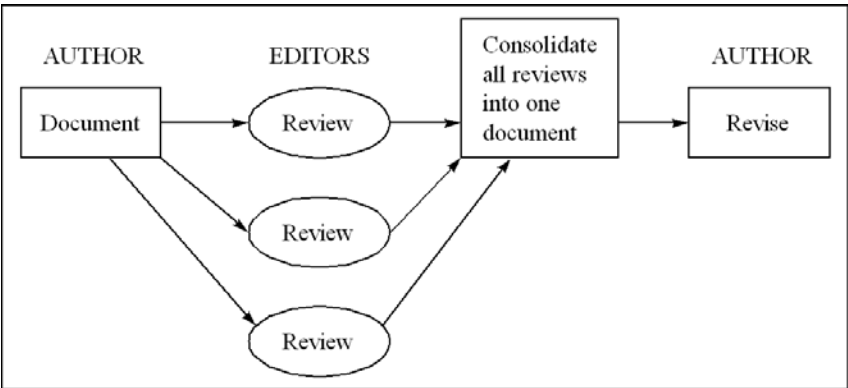 AUTHOR
Document
EDITORS
Review
Review
Review
Consolidate
all reviews
into one
document
AUTHOR
Revise